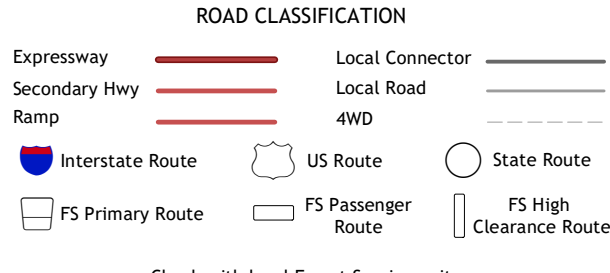 ROAD CLASSIFICATION
Expressway
Local Connector
Secondary Hwy
Local Road
Ramp
4WD
Interstate Route
US Route
State Route
FS Primary Route
FS Passenger
Route
FS High
Clearance Route